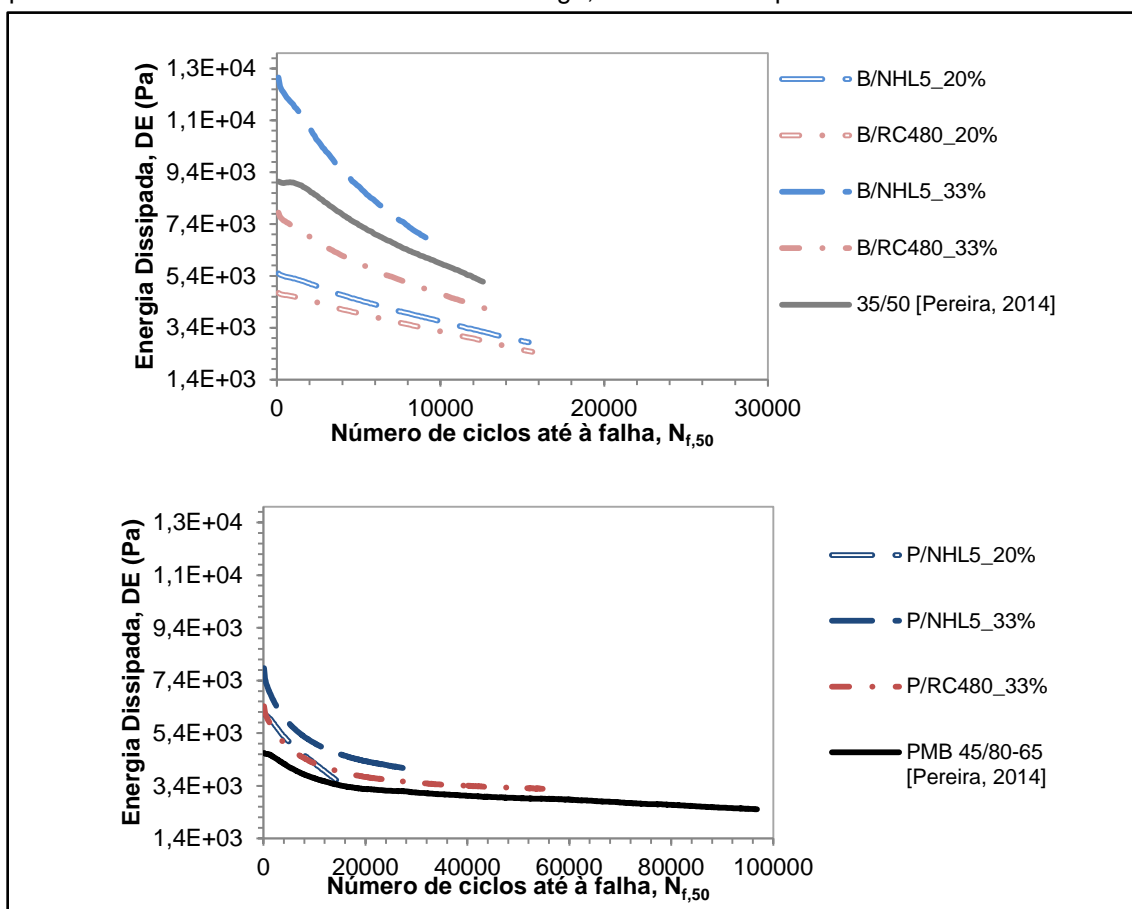 Energia Dissipada, DE (Pa)
1,3E+04
1,1E+04
9,4E+03
7,4E+03
5,4E+03
3,4E+03
1,4E+03
0
10000
20000
30000
Número de ciclos até à falha, Nf,50
B/NHL5_20%
B/RC480_20%
B/NHL5_33%
B/RC480_33%
35/50 [Pereira, 2014]
Energia Dissipada, DE (Pa)
1,3E+04
1,1E+04
9,4E+03
7,4E+03
5,4E+03
3,4E+03
1,4E+03
0
20000
40000
60000
80000
100000
Número de ciclos até à falha, Nf,50
P/NHL5_20%
P/NHL5_33%
P/RC480_33%
PMB 45/80-65
[Pereira, 2014]